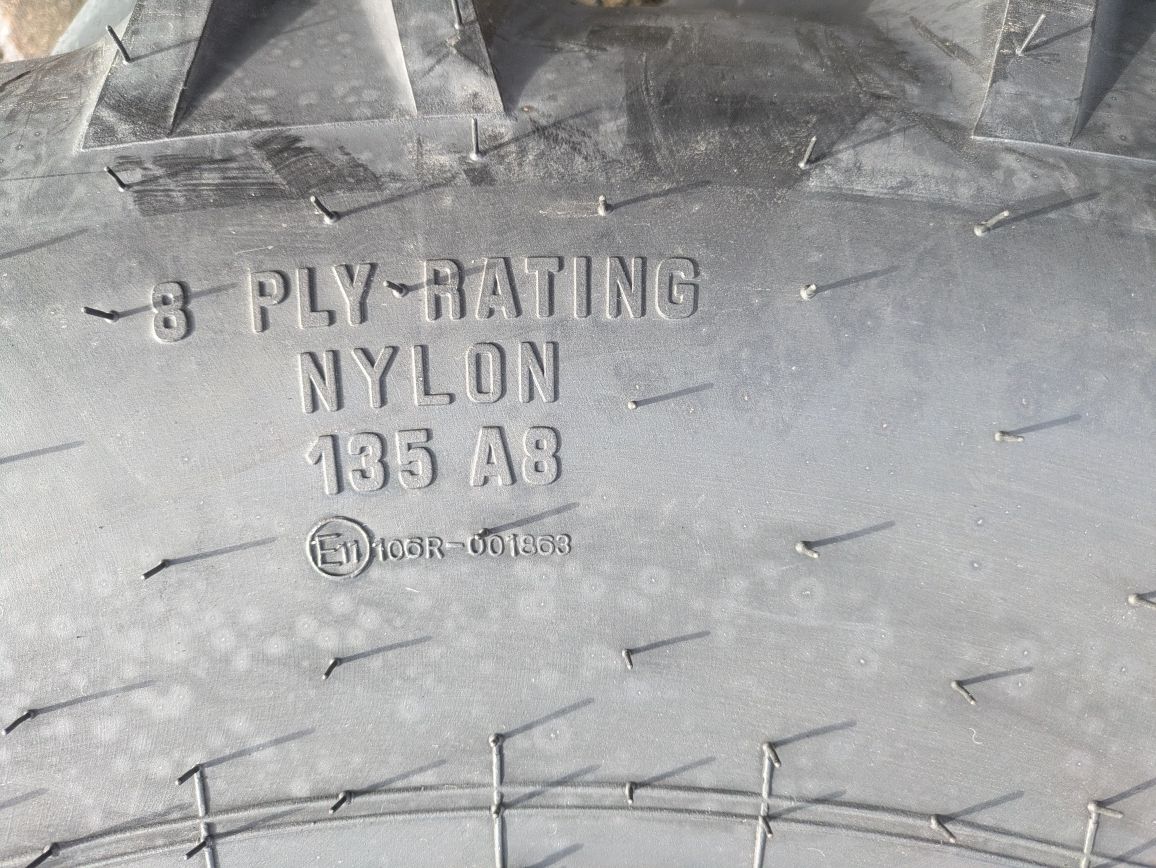 8 PLY RATING
NYLON
135 A8
E11 106R-001863